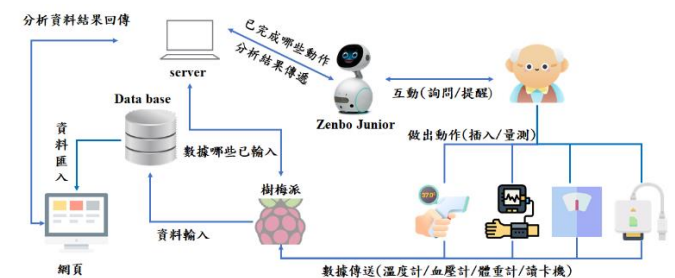 分析資料結果回傳
已完成哪些動作
分析結果傳遞
server
Data base
Zenbo Junior
互動(詢問/提醒)
做出動作(插入/量測)
資料匯入
數據哪些已輸入
樹梅派
37.0°
資料輸入
網頁
數據傳送(溫度計/血壓計/體重計/讀卡機)